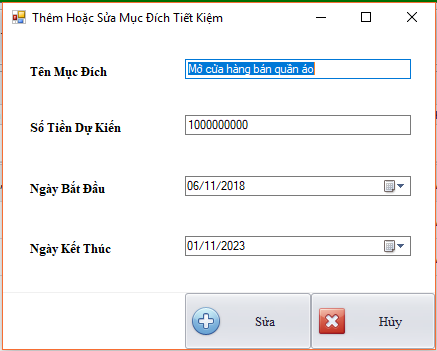 Thêm Hoặc Sửa Mục Đích Tiết Kiệm
Tên Mục Đích Mở cửa hàng bán quần áo
Số Tiền Dự Kiến 1000000000
Ngày Bắt Đầu 06/11/2018
Ngày Kết Thúc 01/11/2023
Sửa Hủy